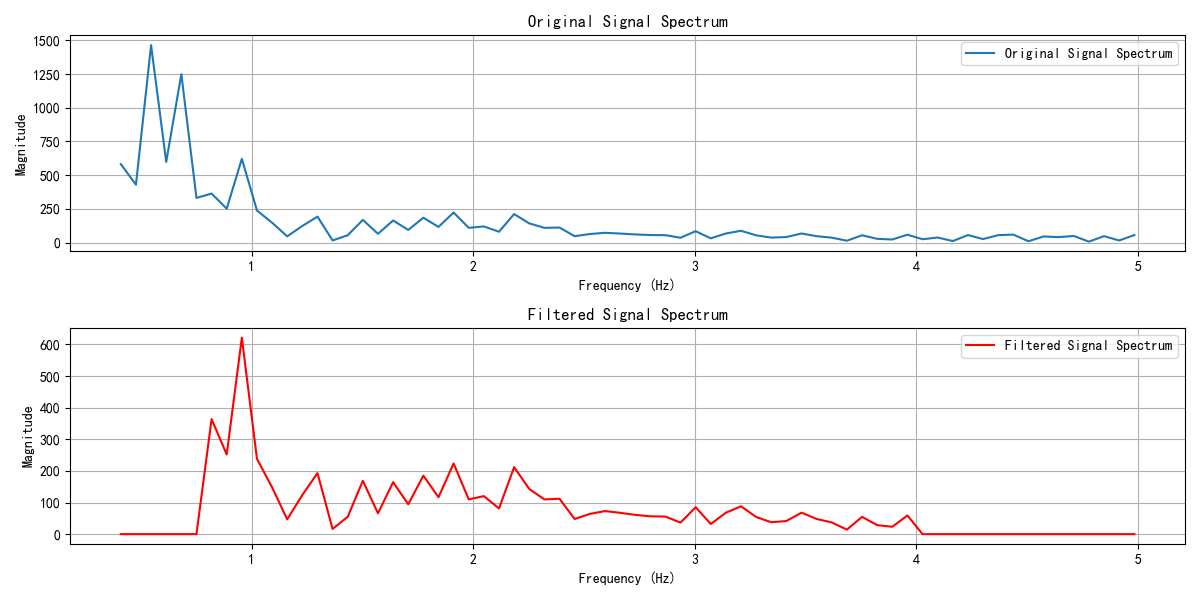 Original Signal Spectrum
1500
1250
1000
750
500
250
0
Magnitude
Original Signal Spectrum
1 2 3 4 5
Frequency (Hz)
Filtered Signal Spectrum
600
500
400
300
200
100
0
Magnitude
Filtered Signal Spectrum
1 2 3 4 5
Frequency (Hz)